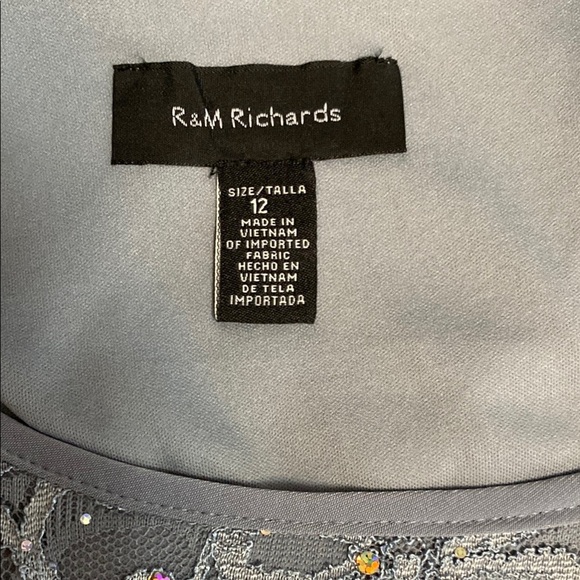 R&M Richards
SIZE/TALLA
12
MADE IN
VIETNAM
OF IMPORTED
FABRIC
HECHO EN
VIETNAM
DE TELA
IMPORTADA